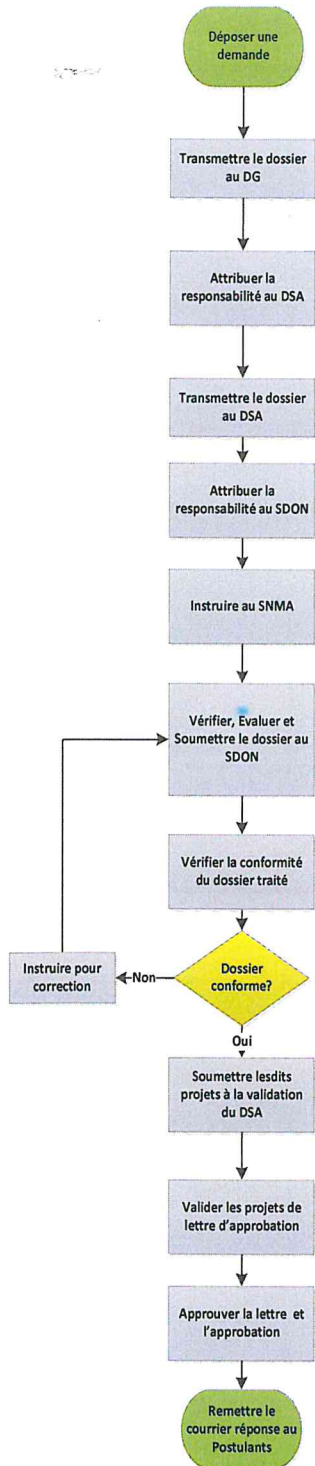 Déposer une
demande
Transmettre le dossier
au DG
Attribuer la
responsabilité au DSA
Transmettre le dossier
au DSA
Attribuer la
responsabilité au SDON
Instruire au SNMA
Vérifier, Evaluer et
Soumettre le dossier au
SDON
Vérifier la conformité
du dossier traité
Instruire pour
correction
Non
Dossier
conforme?
Oui
Soumettre lesdits
projets à la validation
du DSA
Valider les projets de
lettre d'approbation
Approuver la lettre et
l'approbation
Remettre le
courrier réponse au
Postulants